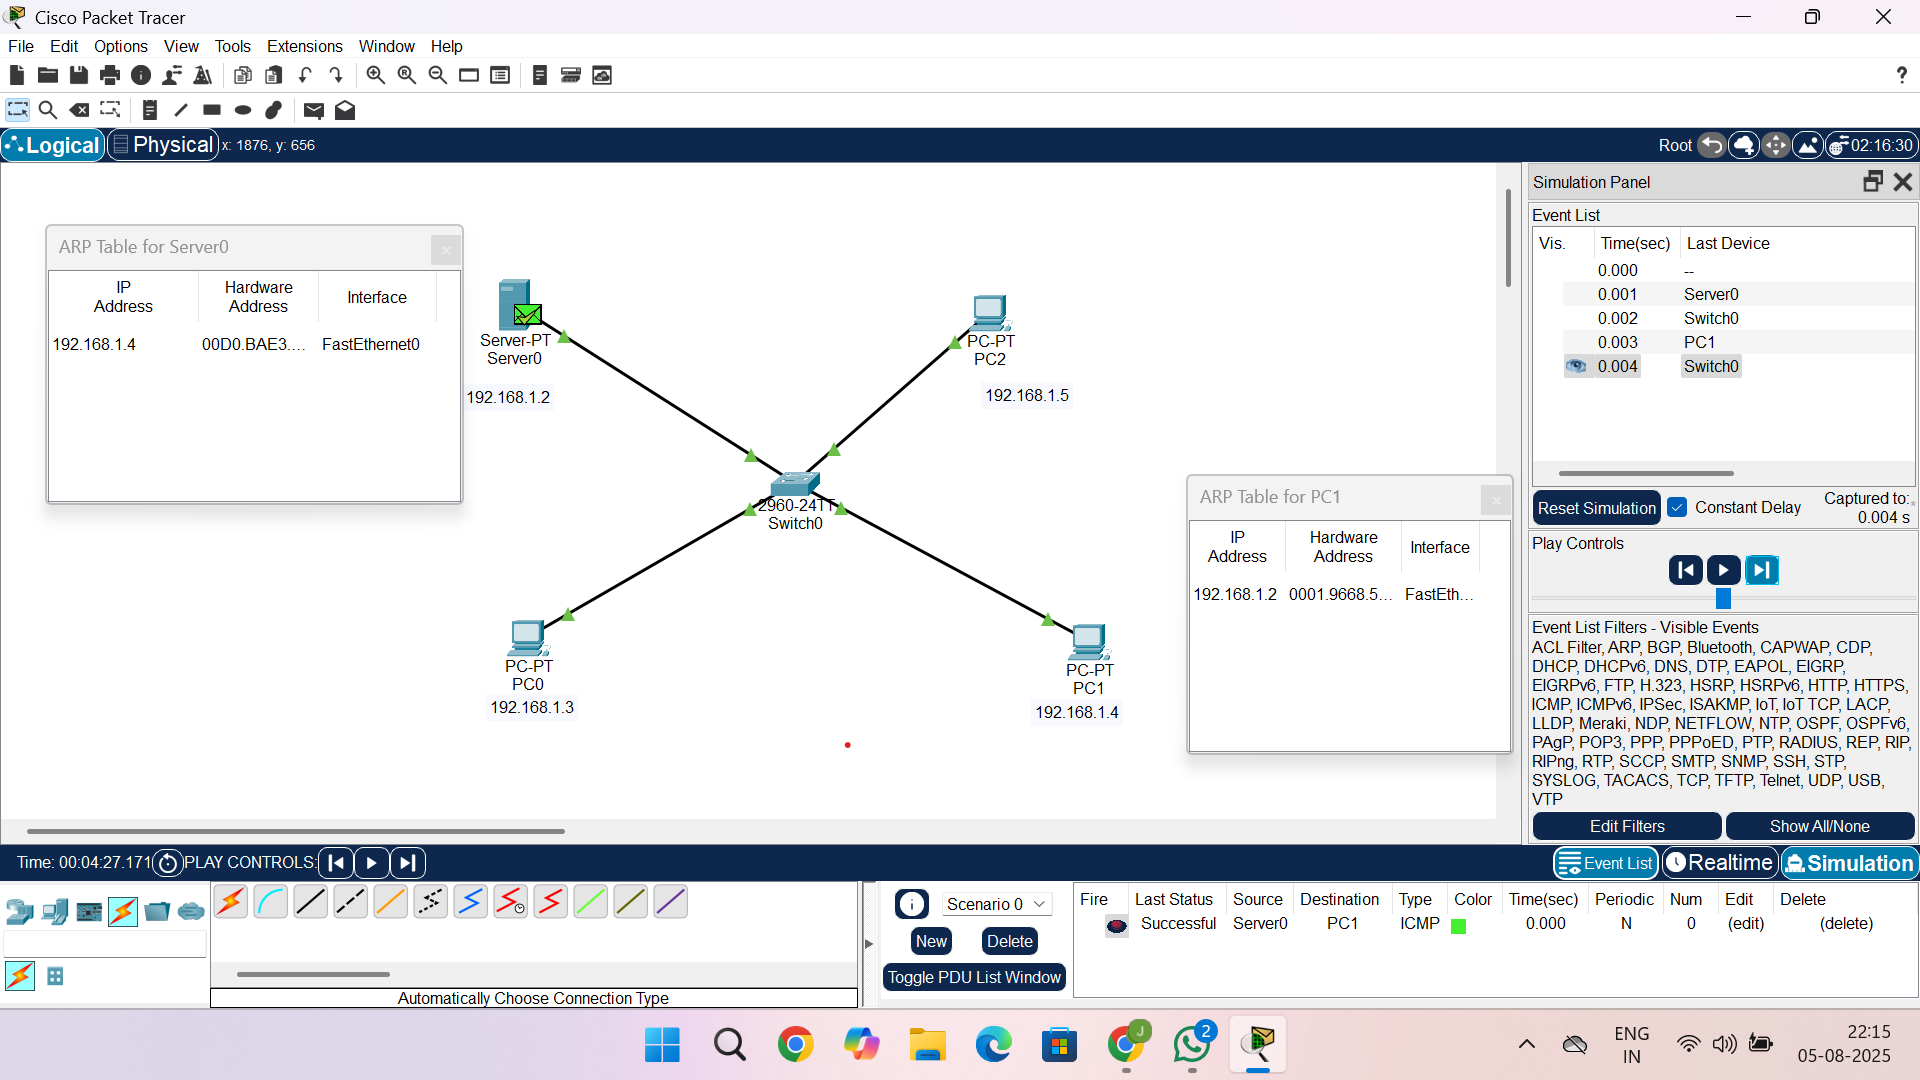 Cisco Packet Tracer
File Edit Options View Tools Extensions Window Help
?
Logical Physical x: 1876, y: 656
Root 02:16:30
Simulation Panel
Event List
Vis. Time(sec) Last Device
0.000 --
0.001 Server0
0.002 Switch0
0.003 PC1
0.004 Switch0
Reset Simulation Constant Delay Captured to:
0.004 s
Play Controls
Event List Filters - Visible Events
ACL Filter, ARP, BGP, Bluetooth, CAPWAP, CDP,
DHCP, DHCPv6, DNS, DTP, EAPOL, EIGRP,
EIGRPv6, FTP, H.323, HSRP, HSRPv6, HTTP, HTTPS,
ICMP, ICMPv6, IPSec, ISAKMP, IoT, IoT TCP, LACP,
LLDP, Meraki, NDP, NETFLOW, NTP, OSPF, OSPFv6,
PAgP, POP3, PPP, PPPoED, PTP, RADIUS, REP, RIP,
RIPng, RTP, SCCP, SMTP, SNMP, SSH, STP,
SYSLOG, TACACS, TCP, TFTP, Telnet, UDP, USB,
VTP
Edit Filters Show All/None
ARP Table for Server0
IP Address Hardware Address Interface
192.168.1.4 00D0.BAE3.... FastEthernet0
Server-PT
Server0
192.168.1.2
PC-PT
PC2
192.168.1.5
2960-24TT
Switch0
PC-PT
PC0
192.168.1.3
PC-PT
PC1
192.168.1.4
ARP Table for PC1
IP Address Hardware Address Interface
192.168.1.2 0001.9668.5... FastEth...
Time: 00:04:27.171 PLAY CONTROLS:
Event List Realtime Simulation
Automatically Choose Connection Type
Scenario 0
New Delete
Toggle PDU List Window
Fire Last Status Source Destination Type Color Time(sec) Periodic Num Edit Delete
Successful Server0 PC1 ICMP 0.000 N 0 (edit) (delete)
J
2
ENG
IN
22:15
05-08-2025